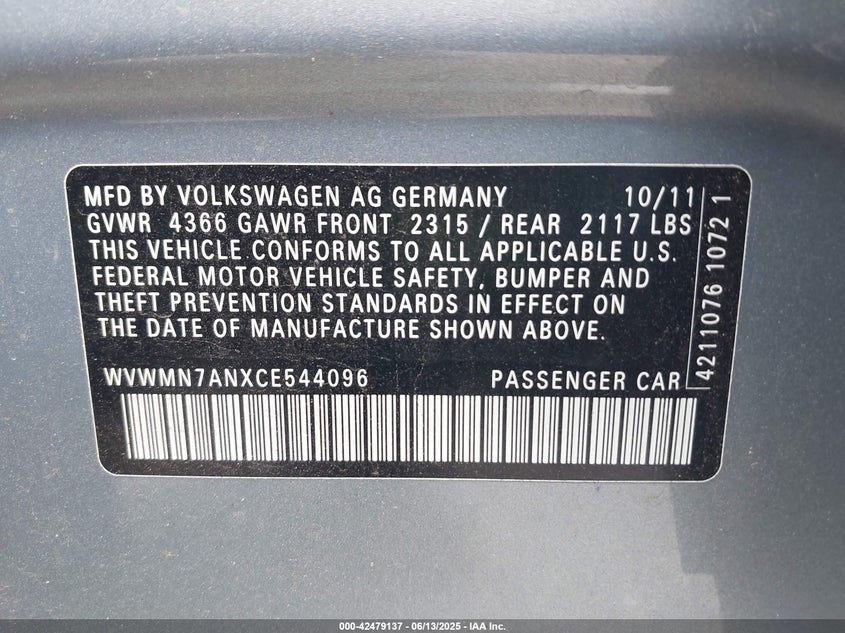 MFD BY VOLKSWAGEN AG GERMANY 10/11
GVWR 4366 GAWR FRONT 2315 / REAR 2117 LBS
THIS VEHICLE CONFORMS TO ALL APPLICABLE U.S.
FEDERAL MOTOR VEHICLE SAFETY, BUMPER AND
THEFT PREVENTION STANDARDS IN EFFECT ON
THE DATE OF MANUFACTURE SHOWN ABOVE.
WVWMN7ANXCE544096 PASSENGER CAR
4211076 1072 1
000-42479137 - 06/13/2025 - IAA Inc.